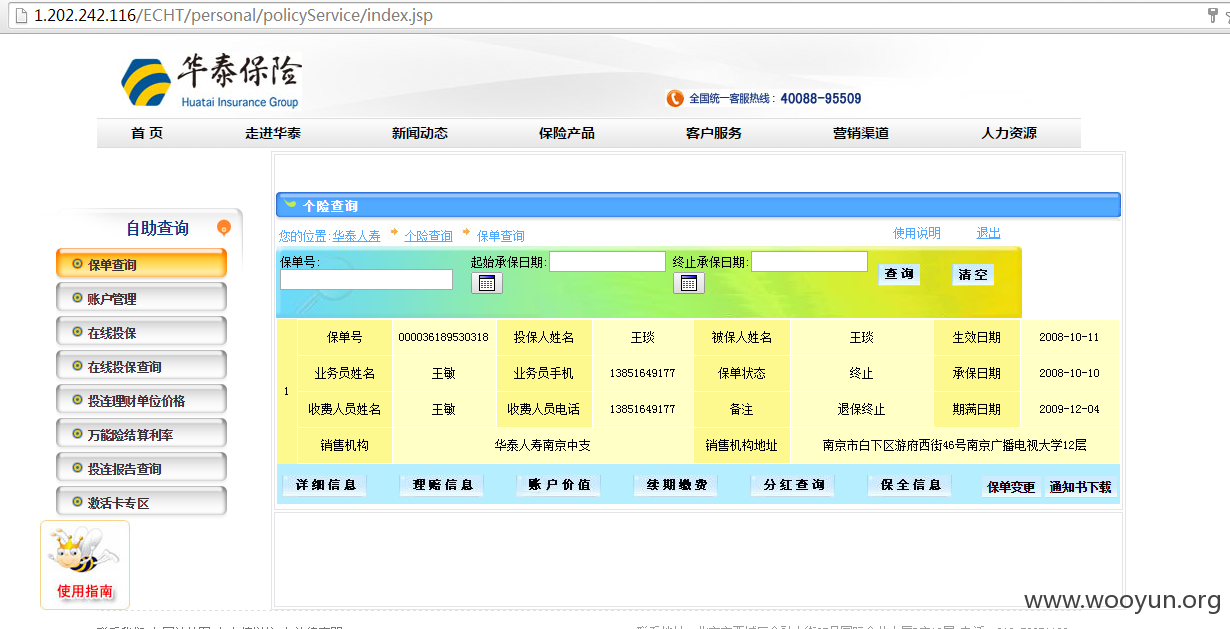 1.202.242.116/ECHT/personal/policyService/index.jsp
华泰保险
Huatai Insurance Group
全国统一客服热线： 40088-95509
首 页 走进华泰 新闻动态 保险产品 客户服务 营销渠道 人力资源
自助查询
保单查询
账户管理
在线投保
在线投保查询
投连理财单位价格
万能险结算利率
投连报告查询
激活卡专区
使用指南
个险查询
您的位置：华泰人寿 个险查询 保单查询 使用说明 退出
保单号： 起始承保日期： 终止承保日期： 查 询 清 空
1
保单号 000036189530318 投保人姓名 王琰 被保人姓名 王琰 生效日期 2008-10-11
业务员姓名 王敏 业务员手机 13851649177 保单状态 终止 承保日期 2008-10-10
收费人员姓名 王敏 收费人员电话 13851649177 备注 退保终止 期满日期 2009-12-04
销售机构 华泰人寿南京中支 销售机构地址 南京市白下区游府西街46号南京广播电视大学12层
详 细 信 息 理 赔 信 息 账 户 价 值 续 期 缴 费 分 红 查 询 保 全 信 息 保单变更 通知书下载
www.wooyun.org